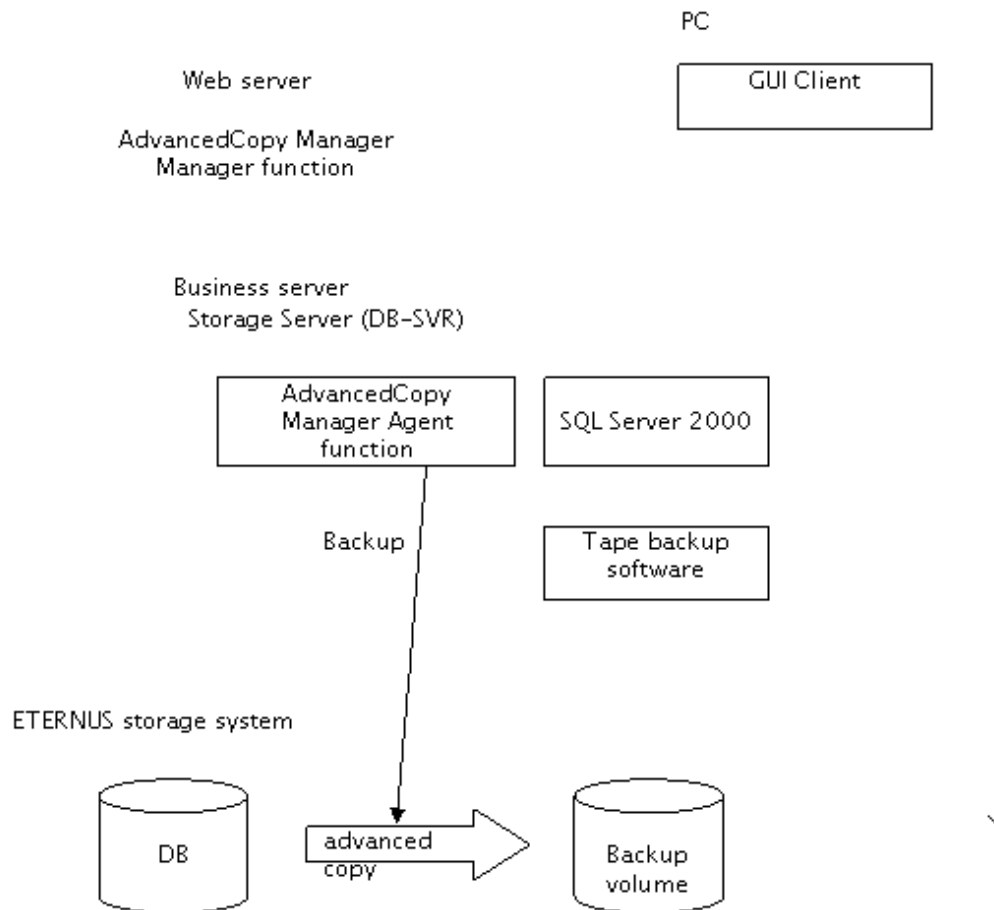 PC
Web server
GUI Client
AdvancedCopy Manager
Manager function
Business server
Storage Server (DB-SVR)
AdvancedCopy
Manager Agent
function
SQL Server 2000
Backup
Tape backup
software
ETERNUS storage system
DB
advanced
copy
Backup
volume